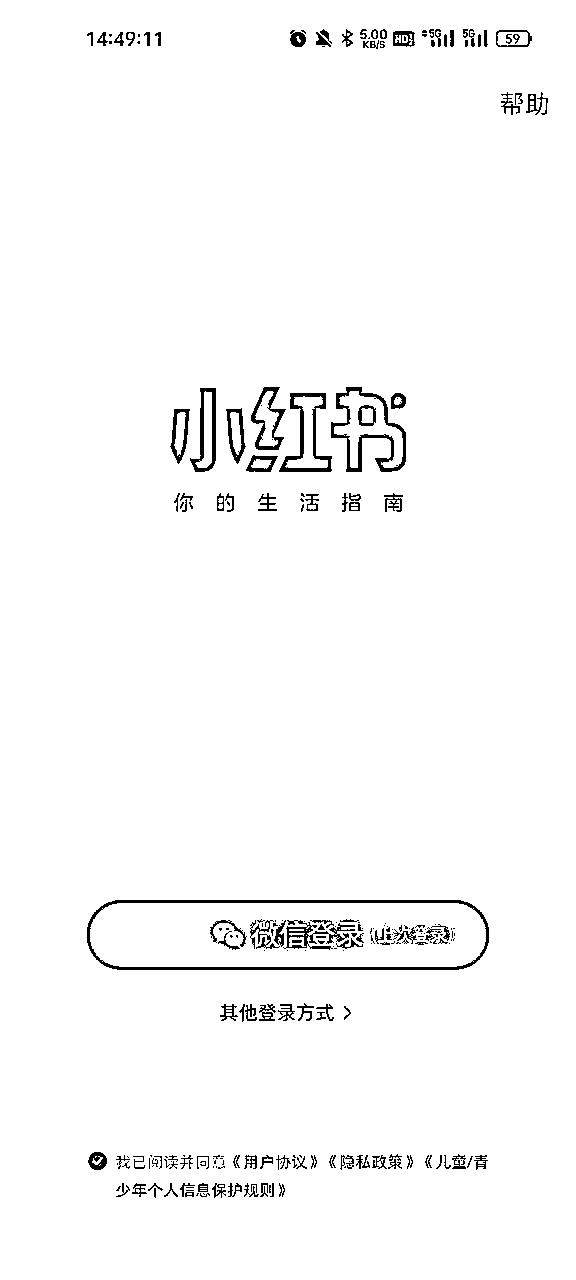 14:49:11 5.00 KB/S HD 5G 5G 59
帮助
小红书
你的生活指南
微信登录(上次登录)
其他登录方式 >
我已阅读并同意《用户协议》《隐私政策》《儿童/青
少年个人信息保护规则》